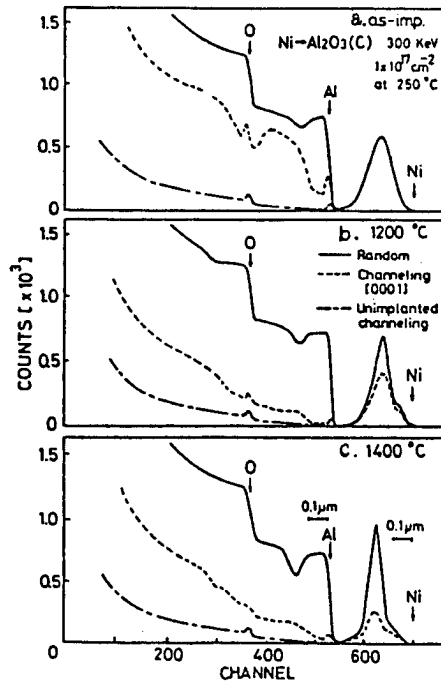 &. as-imp.
Ni→Al2O3(C) 300 KeV
1x10^17 cm^-2
at 250 °C
O
Al
Ni
1.5
1.0
0.5
0
b. 1200 °C
Random
Channeling
[0001]
Unimplanted
channeling
O
Ni
1.5
1.0
0.5
0
COUNTS [x 10^3]
C. 1400 °C
O
0.1µm
Al
0.1µm
Ni
1.5
1.0
0.5
0
200
400
600
CHANNEL